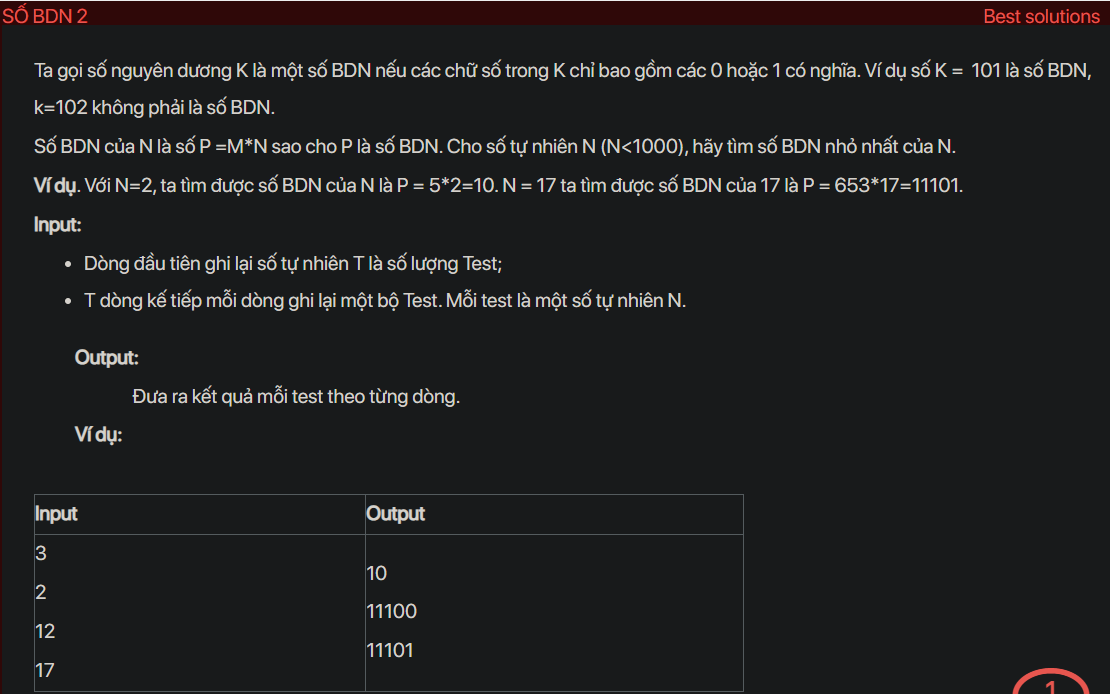 SỐ BDN 2
Best solutions
Ta gọi số nguyên dương K là một số BDN nếu các chữ số trong K chỉ bao gồm các 0 hoặc 1 có nghĩa. Ví dụ số K = 101 là số BDN,
k=102 không phải là số BDN.
Số BDN của N là số P =M*N sao cho P là số BDN. Cho số tự nhiên N (N<1000), hãy tìm số BDN nhỏ nhất của N.
Ví dụ. Với N=2, ta tìm được số BDN của N là P = 5*2=10. N = 17 ta tìm được số BDN của 17 là P = 653*17=11101.
Input:
• Dòng đầu tiên ghi lại số tự nhiên T là số lượng Test;
• T dòng kế tiếp mỗi dòng ghi lại một bộ Test. Mỗi test là một số tự nhiên N.
Output:
Đưa ra kết quả mỗi test theo từng dòng.
Ví dụ:
Input
Output
3
2
12
17
10
11100
11101
1